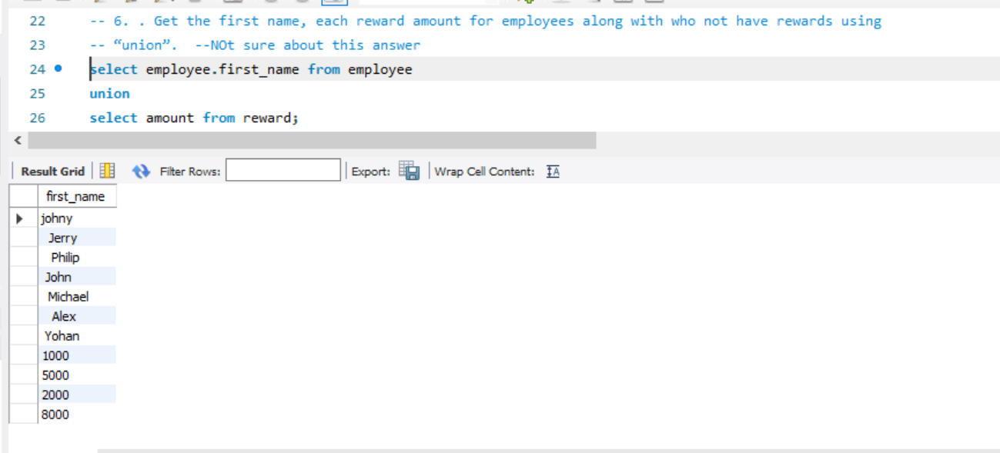 22 -- 6. . Get the first name, each reward amount for employees along with who not have rewards using
23 -- “union”. --NOt sure about this answer
24 select employee.first_name from employee
25 union
26 select amount from reward;
Result Grid Filter Rows: Export: Wrap Cell Content:
first_name
johny
Jerry
Philip
John
Michael
Alex
Yohan
1000
5000
2000
8000